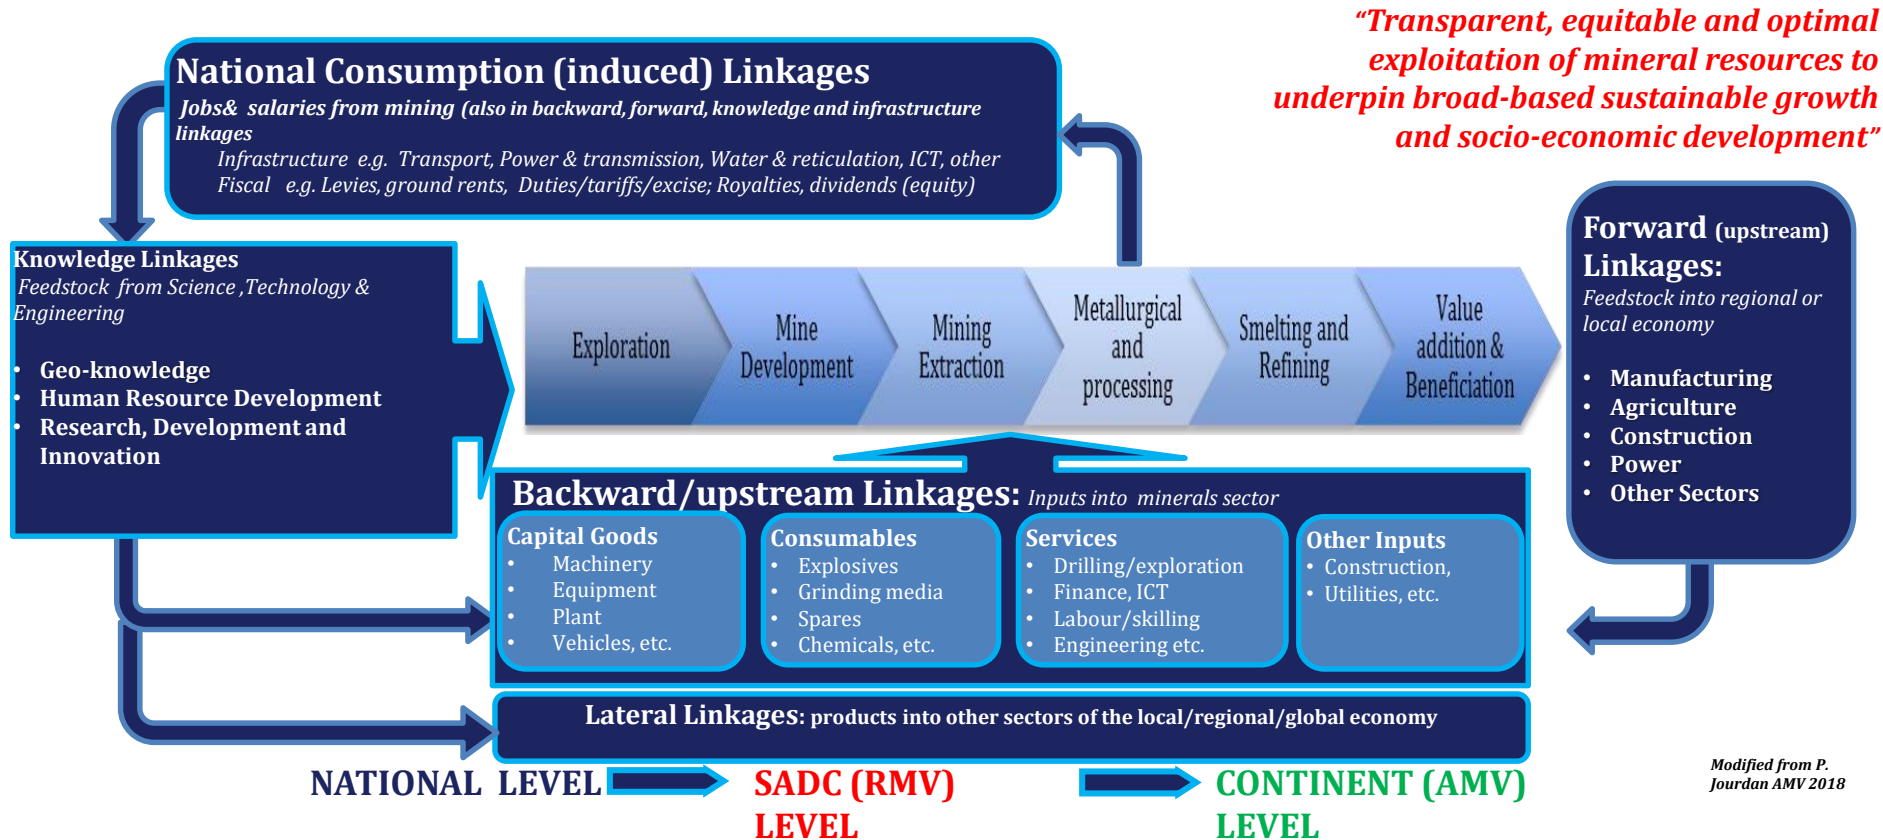 “Transparent, equitable and optimal
exploitation of mineral resources to
underpin broad-based sustainable growth
and socio-economic development”
National Consumption (induced) Linkages
Jobs& salaries from mining (also in backward, forward, knowledge and infrastructure
linkages
Infrastructure e.g. Transport, Power & transmission, Water & reticulation, ICT, other
Fiscal e.g. Levies, ground rents, Duties/tariffs/excise; Royalties, dividends (equity)
Knowledge Linkages
Feedstock from Science ,Technology &
Engineering
• Geo-knowledge
• Human Resource Development
• Research, Development and
Innovation
Exploration
Mine
Development
Mining
Extraction
Metallurgical
and
processing
Smelting and
Refining
Value
addition &
Beneficiation
Forward (upstream)
Linkages:
Feedstock into regional or
local economy
• Manufacturing
• Agriculture
• Construction
• Power
• Other Sectors
Backward/upstream Linkages: Inputs into minerals sector
Capital Goods
• Machinery
• Equipment
• Plant
• Vehicles, etc.
Consumables
• Explosives
• Grinding media
• Spares
• Chemicals, etc.
Services
• Drilling/exploration
• Finance, ICT
• Labour/skilling
• Engineering etc.
Other Inputs
• Construction,
• Utilities, etc.
Lateral Linkages: products into other sectors of the local/regional/global economy
NATIONAL LEVEL
SADC (RMV)
LEVEL
CONTINENT (AMV)
LEVEL
Modified from P.
Jourdan AMV 2018